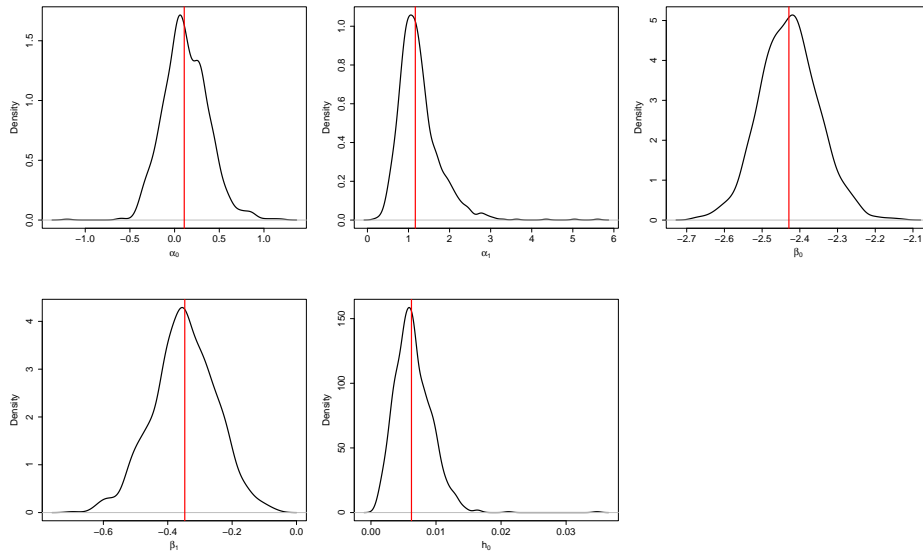 Density
0.0 0.5 1.0 1.5
−1.0 −0.5 0.0 0.5 1.0
α0
Density
0.0 0.2 0.4 0.6 0.8 1.0
0 1 2 3 4 5 6
α1
Density
0 1 2 3 4 5
−2.7 −2.6 −2.5 −2.4 −2.3 −2.2 −2.1
β0
Density
0 1 2 3 4
−0.6 −0.4 −0.2 0.0
β1
Density
0 50 100 150
0.00 0.01 0.02 0.03
h0